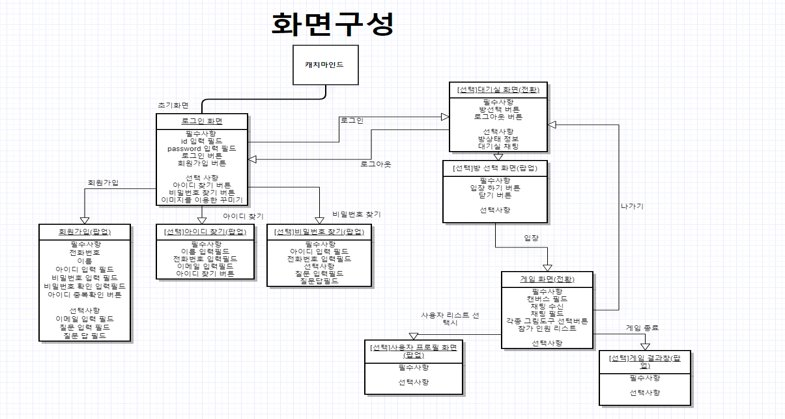 화면구성
캐치마인드
초기화면
로그인 화면
필수사항
id 입력 필드
password 입력 필드
로그인 버튼
회원가입 버튼
선택 사항
아이디 찾기 버튼
비밀번호 찾기 버튼
이미지를 이용한 꾸미기
로그인
로그아웃
[선택]대기실 화면(전환)
필수사항
방선택 버튼
로그아웃 버튼
선택사항
방상태 정보
대기실 채팅
[선택]방 선택 화면(팝업)
필수사항
입장 하기 버튼
닫기 버튼
선택사항
나가기
입장
회원가입
아이디 찾기
비밀번호 찾기
회원가입(팝업)
필수사항
전화번호
이름
아이디 입력 필드
비밀번호 입력 필드
비밀번호 확인 입력필드
아이디 중복확인 버튼
선택사항
이메일 입력 필드
질문 입력 필드
질문 답 필드
[선택]아이디 찾기(팝업)
필수사항
이름 입력필드
전화번호 입력필드
이메일 입력필드
아이디 찾기 버튼
[선택]비밀번호 찾기(팝업)
필수사항
아이디 입력 필드
전화번호 입력필드
선택사항
질문 입력필드
질문답필드
게임 화면(전환)
필수사항
캔버스 필드
채팅 수신
채팅 필드
각종 그림도구 선택버튼
참가 인원 리스트
선택사항
사용자 리스트 선
택시
게임 종료
[선택]사용자 프로필 화면
(팝업)
필수사항
선택사항
[선택]게임 결과창(팝
업)
필수사항
선택사항